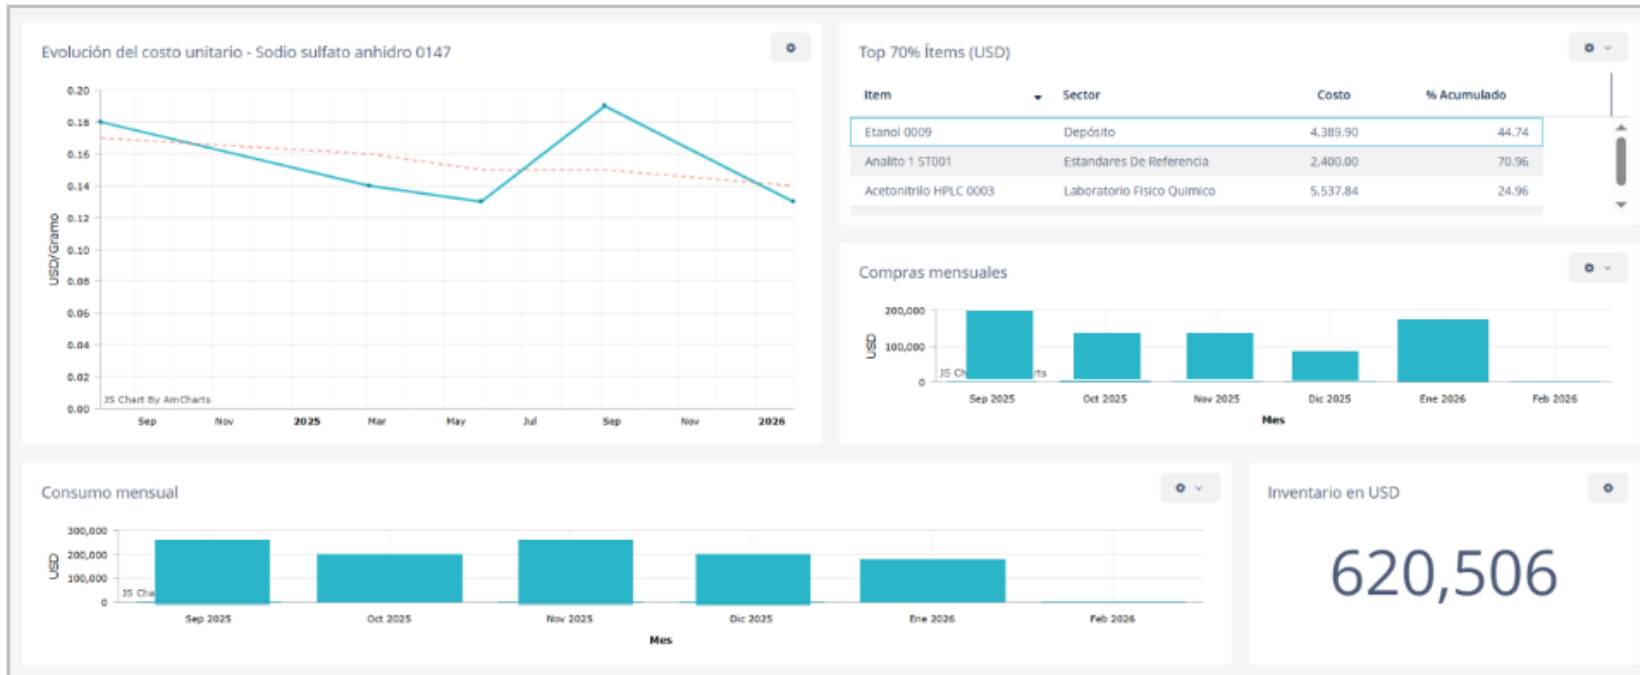 Evolución del costo unitario - Sodio sulfato anhidro 0147
USD/Gramo
0.20
0.18
0.16
0.14
0.12
0.10
0.08
0.06
0.04
0.02
0.00
JS Chart By AmCharts
Sep Nov 2025 Mar May Jul Sep Nov 2026
Top 70% Ítems (USD)
Item Sector Costo % Acumulado
Etanol 0009 Depósito 4,389.90 44.74
Analito 1 ST001 Estandares De Referencia 2,400.00 70.96
Acetonitrilo HPLC 0003 Laboratorio Fisico Quimico 5,537.84 24.96
Compras mensuales
USD
200,000
100,000
0
JS Ch rts
Sep 2025 Oct 2025 Nov 2025 Dic 2025 Ene 2026 Feb 2026
Mes
Consumo mensual
USD
300,000
200,000
100,000
0
JS Cha
Sep 2025 Oct 2025 Nov 2025 Dic 2025 Ene 2026 Feb 2026
Mes
Inventario en USD
620,506